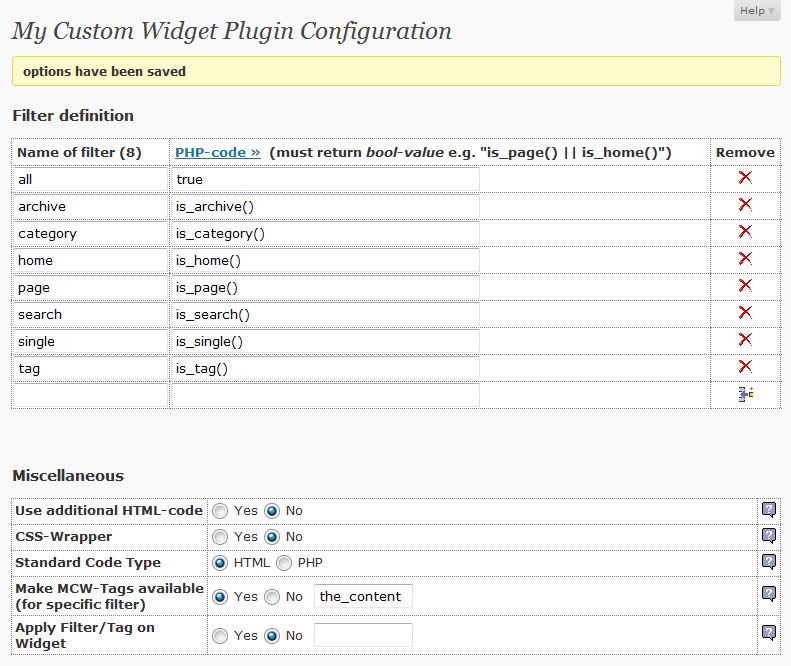 Help
My Custom Widget Plugin Configuration
options have been saved
Filter definition
Name of filter (8) PHP-code » (must return bool-value e.g. "is_page() || is_home()") Remove
all true
archive is_archive()
category is_category()
home is_home()
page is_page()
search is_search()
single is_single()
tag is_tag()
Miscellaneous
Use additional HTML-code Yes No ?
CSS-Wrapper Yes No ?
Standard Code Type HTML PHP ?
Make MCW-Tags available
(for specific filter) Yes No the_content ?
Apply Filter/Tag on
Widget Yes No ?